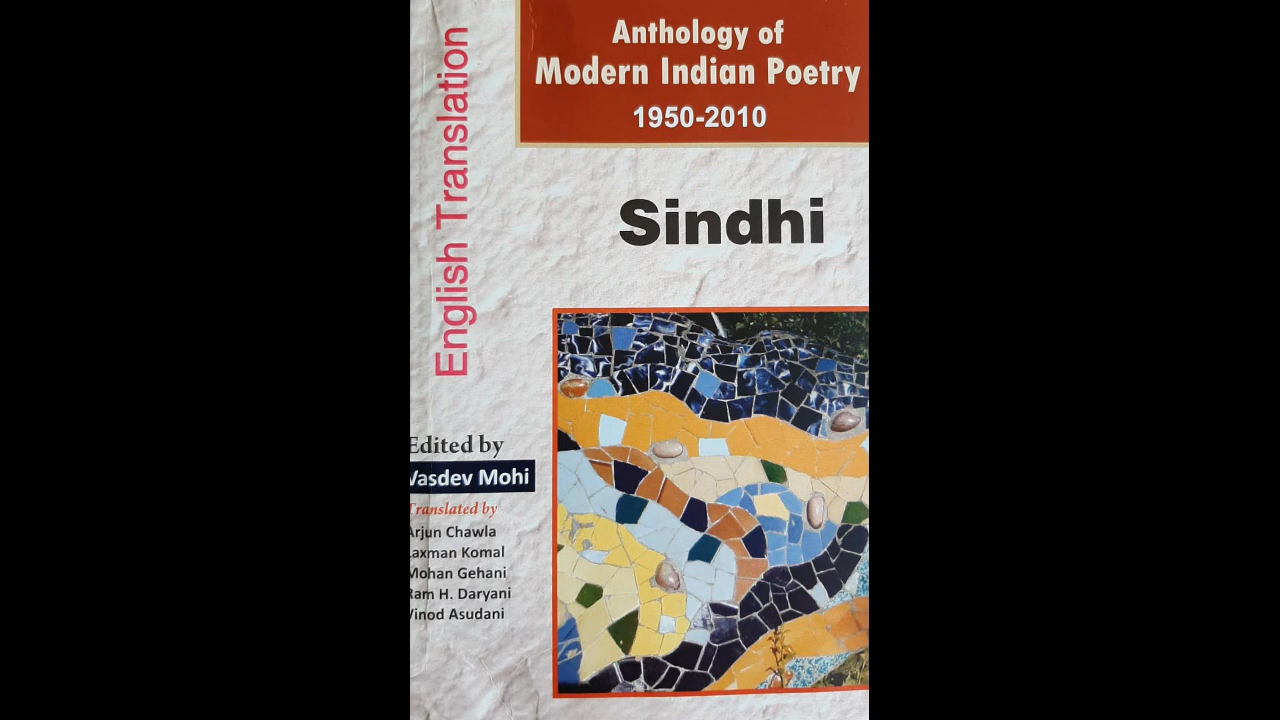 Anthology of
Modern Indian Poetry
1950-2010
Sindhi
English Translation
Edited by
Vasdev Mohi
Translated by
Arjun Chawla
Laxman Komal
Mohan Gehani
Ram H. Daryani
Vinod Asudani